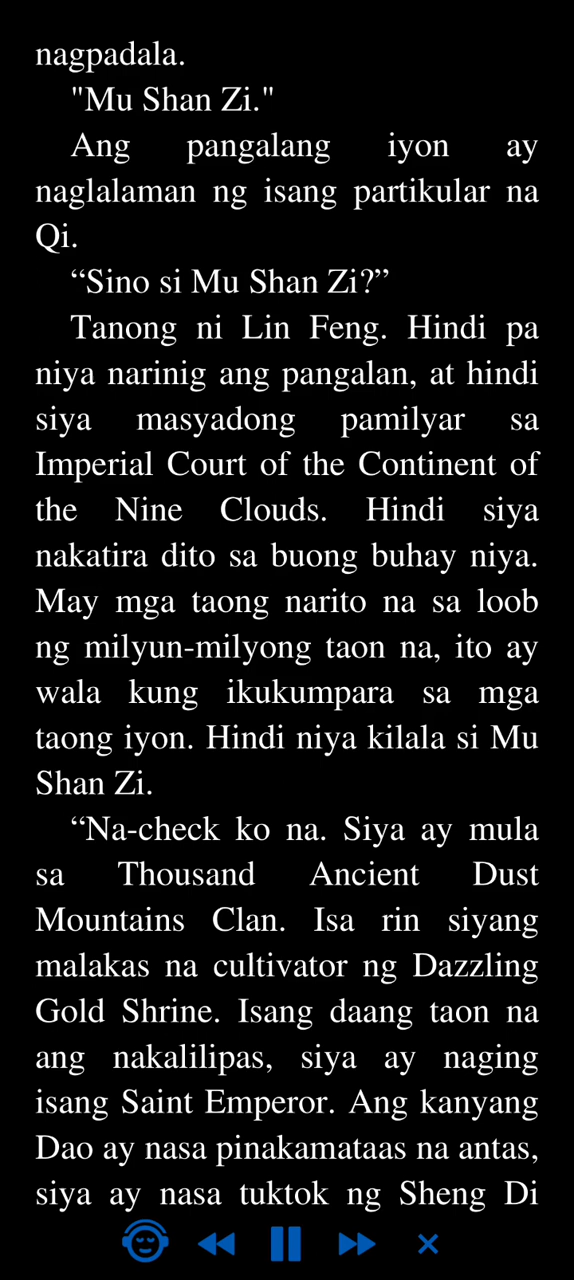 nagpadala.
"Mu Shan Zi."
Ang pangalang iyon ay
naglalaman ng isang partikular na
Qi.
“Sino si Mu Shan Zi?”
Tanong ni Lin Feng. Hindi pa
niya narinig ang pangalan, at hindi
siya masyadong pamilyar sa
Imperial Court of the Continent of
the Nine Clouds. Hindi siya
nakatira dito sa buong buhay niya.
May mga taong narito na sa loob
ng milyun-milyong taon na, ito ay
wala kung ikukumpara sa mga
taong iyon. Hindi niya kilala si Mu
Shan Zi.
“Na-check ko na. Siya ay mula
sa Thousand Ancient Dust
Mountains Clan. Isa rin siyang
malakas na cultivator ng Dazzling
Gold Shrine. Isang daang taon na
ang nakalilipas, siya ay naging
isang Saint Emperor. Ang kanyang
Dao ay nasa pinakamataas na antas,
siya ay nasa tuktok ng Sheng Di